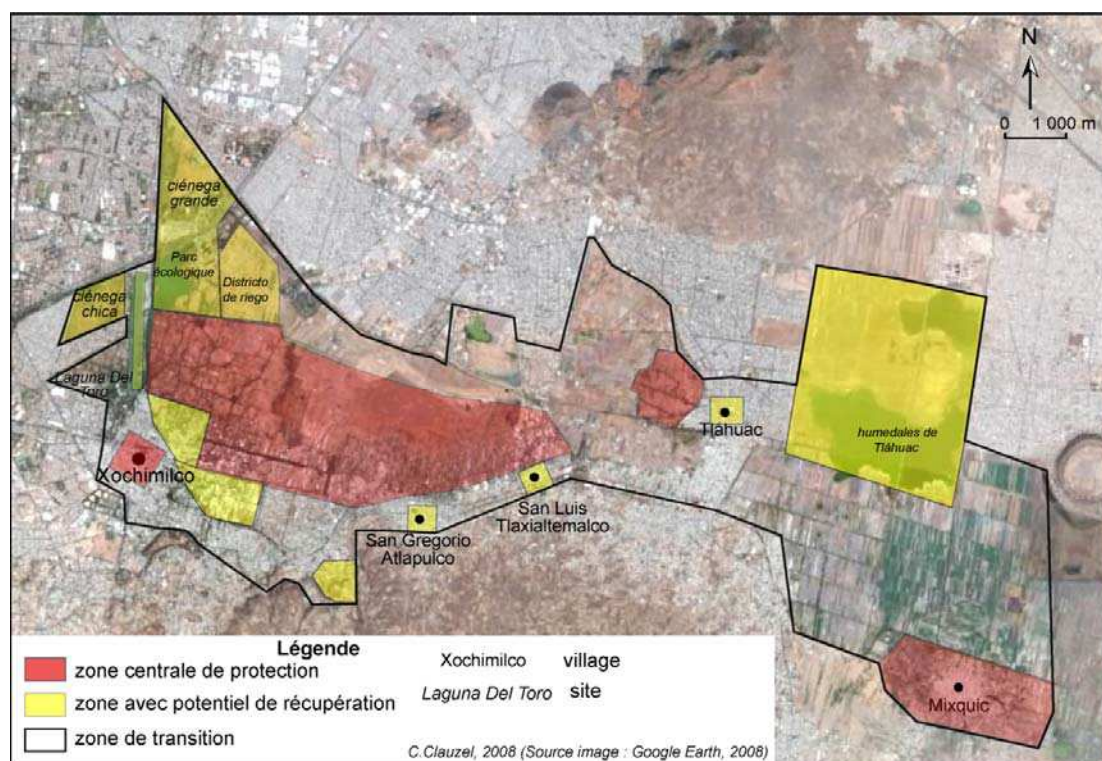 N
0 1 000 m
ciénega
grande
Parc
écologique
Districto
de riego
ciénega
chica
Laguna Del
Toro
Xochimilco
Tláhuac
humedales de
Tláhuac
San Luis
Tlaxialtemalco
San Gregorio
Atlapulco
Mixquic
Légende
zone centrale de protection
zone avec potentiel de récupération
zone de transition
Xochimilco village
Laguna Del Toro site
C.Clauzel, 2008 (Source image : Google Earth, 2008)